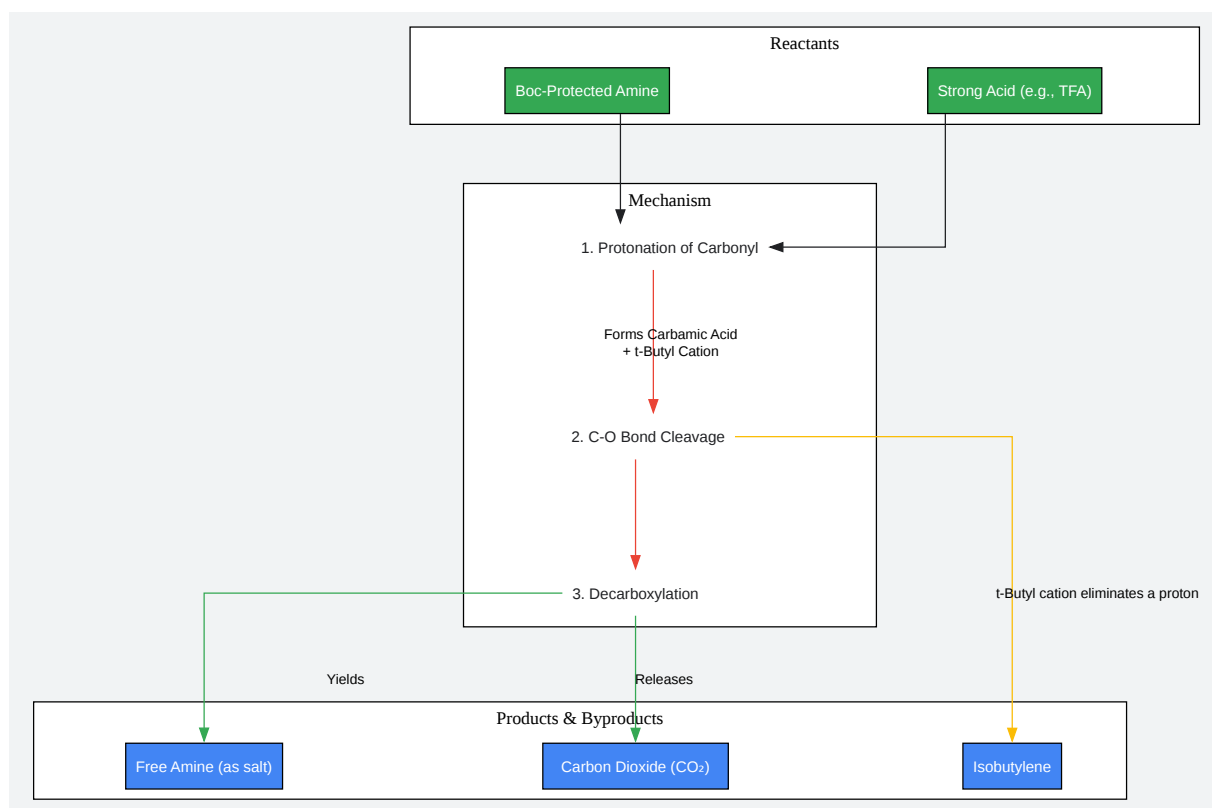 Reactants
Boc-Protected Amine
Strong Acid (e.g., TFA)
Mechanism
1. Protonation of Carbonyl
Forms Carbamic Acid
+ t-Butyl Cation
2. C-O Bond Cleavage
3. Decarboxylation
t-Butyl cation eliminates a proton
Yields
Releases
Products & Byproducts
Free Amine (as salt)
Carbon Dioxide (CO₂)
Isobutylene